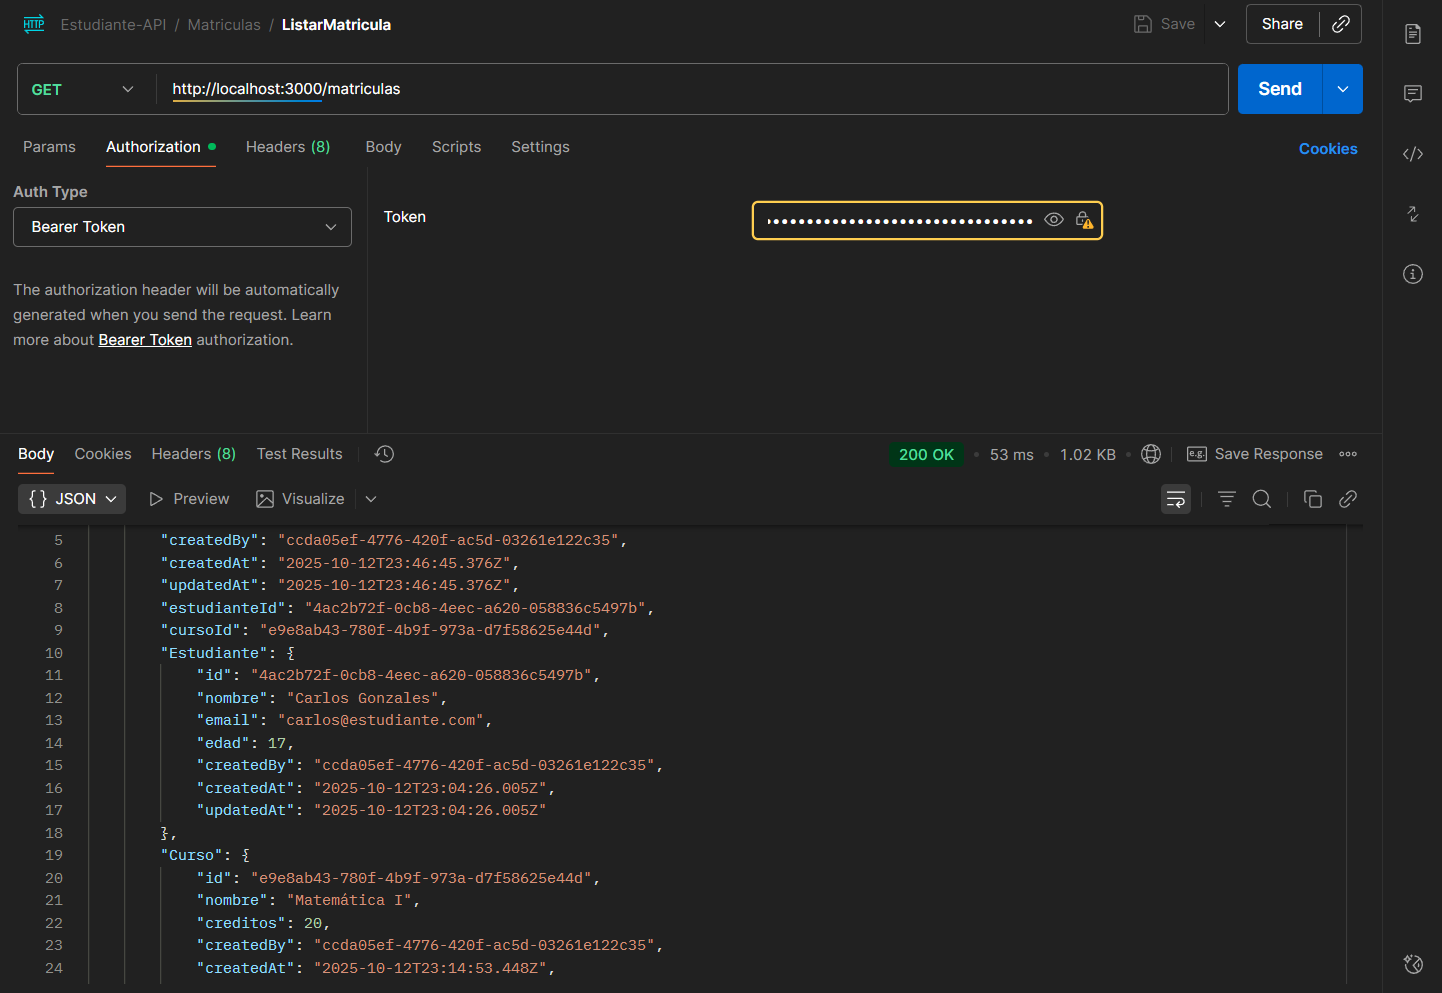 HTTP Estudiante-API / Matriculas / ListarMatricula Save Share
GET http://localhost:3000/matriculas Send
Params Authorization Headers (8) Body Scripts Settings Cookies
Auth Type
Bearer Token
Token
The authorization header will be automatically
generated when you send the request. Learn
more about Bearer Token authorization.
Body Cookies Headers (8) Test Results 200 OK 53 ms 1.02 KB e.g. Save Response
{} JSON Preview Visualize
5 "createdBy": "ccda05ef-4776-420f-ac5d-03261e122c35",
6 "createdAt": "2025-10-12T23:46:45.376Z",
7 "updatedAt": "2025-10-12T23:46:45.376Z",
8 "estudianteId": "4ac2b72f-0cb8-4eec-a620-058836c5497b",
9 "cursoId": "e9e8ab43-780f-4b9f-973a-d7f58625e44d",
10 "Estudiante": {
11 "id": "4ac2b72f-0cb8-4eec-a620-058836c5497b",
12 "nombre": "Carlos Gonzales",
13 "email": "carlos@estudiante.com",
14 "edad": 17,
15 "createdBy": "ccda05ef-4776-420f-ac5d-03261e122c35",
16 "createdAt": "2025-10-12T23:04:26.005Z",
17 "updatedAt": "2025-10-12T23:04:26.005Z"
18 },
19 "Curso": {
20 "id": "e9e8ab43-780f-4b9f-973a-d7f58625e44d",
21 "nombre": "Matemática I",
22 "creditos": 20,
23 "createdBy": "ccda05ef-4776-420f-ac5d-03261e122c35",
24 "createdAt": "2025-10-12T23:14:53.448Z",